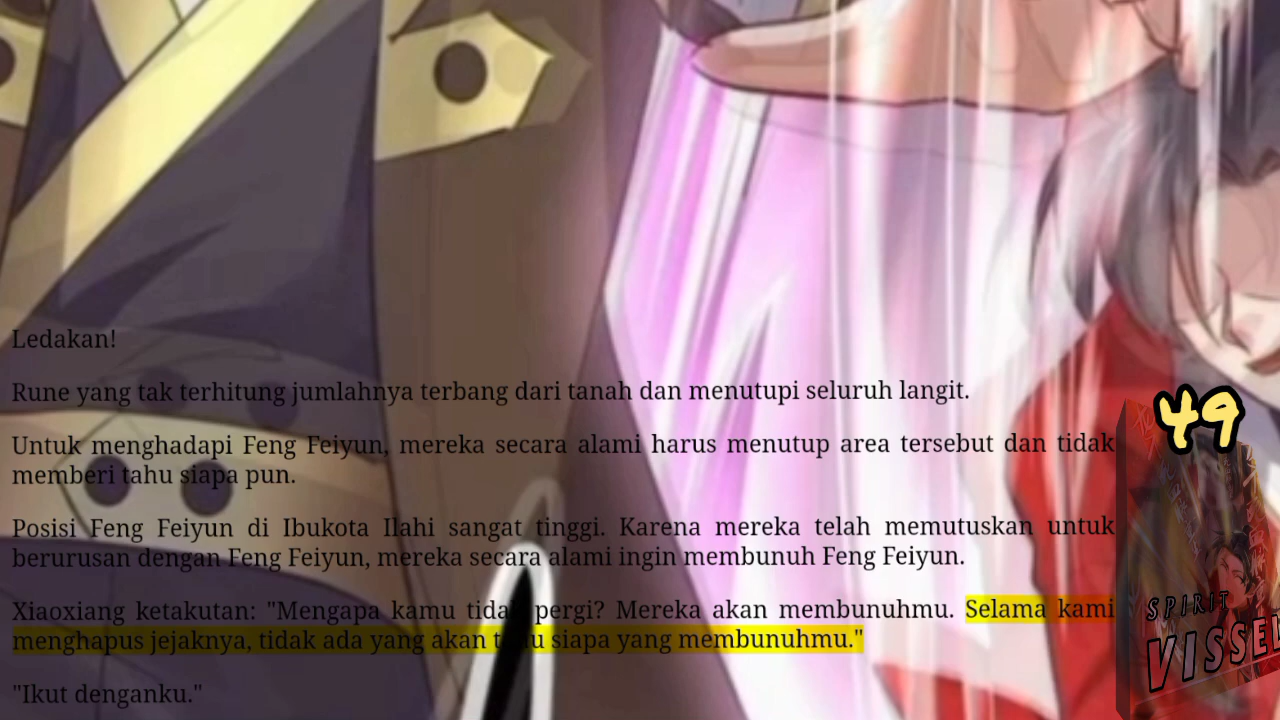 Ledakan!
Rune yang tak terhitung jumlahnya terbang dari tanah dan menutupi seluruh langit.
Untuk menghadapi Feng Feiyun, mereka secara alami harus menutup area tersebut dan tidak
memberi tahu siapa pun.
Posisi Feng Feiyun di Ibukota Ilahi sangat tinggi. Karena mereka telah memutuskan untuk
berurusan dengan Feng Feiyun, mereka secara alami ingin membunuh Feng Feiyun.
Xiaoxiang ketakutan: "Mengapa kamu pergi? Mereka akan membunuhmu. Selama kami
menghapus jejaknya, tidak ada yang akan siapa yang membunuhmu."
"Ikut denganku."
49
SPIRIT
VISSEL